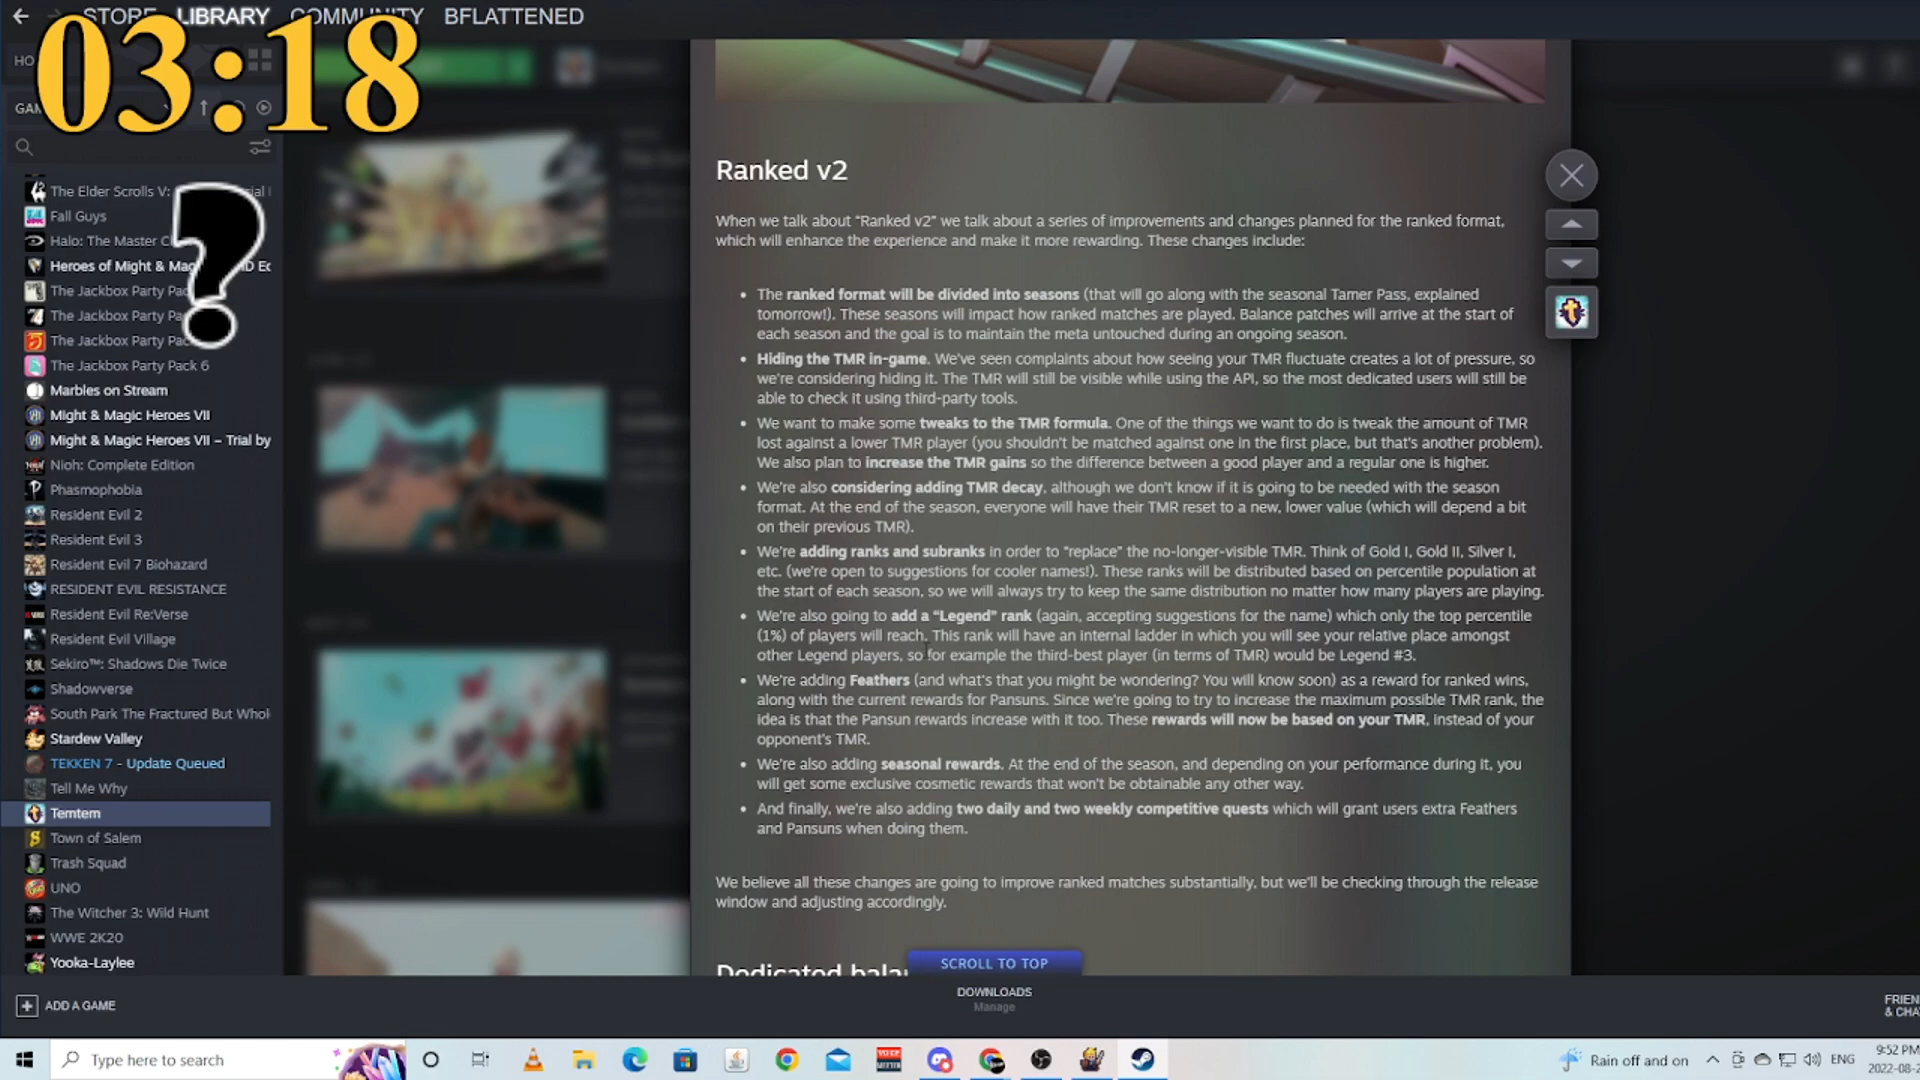 STORE LIBRARY COMMUNITY BFLATTENED
03:18
?
The Elder Scrolls V:
Fall Guys
Halo: The Master
Heroes of Might & Mag
The Jackbox Party Pac
The Jackbox Party Pa
The Jackbox Party Pac
The Jackbox Party Pack 6
Marbles on Stream
Might & Magic Heroes VII
Might & Magic Heroes VII – Trial by
Nioh: Complete Edition
Phasmophobia
Resident Evil 2
Resident Evil 3
Resident Evil 7 Biohazard
RESIDENT EVIL RESISTANCE
Resident Evil Re:Verse
Resident Evil Village
Sekiro™: Shadows Die Twice
Shadowverse
South Park The Fractured But Whol
Stardew Valley
TEKKEN 7 - Update Queued
Tell Me Why
Temtem
Town of Salem
Trash Squad
UNO
The Witcher 3: Wild Hunt
WWE 2K20
Yooka-Laylee
ADD A GAME
Ranked v2
When we talk about “Ranked v2” we talk about a series of improvements and changes planned for the ranked format,
which will enhance the experience and make it more rewarding. These changes include:
• The ranked format will be divided into seasons (that will go along with the seasonal Tamer Pass, explained
tomorrow!). These seasons will impact how ranked matches are played. Balance patches will arrive at the start of
each season and the goal is to maintain the meta untouched during an ongoing season.
• Hiding the TMR in-game. We’ve seen complaints about how seeing your TMR fluctuate creates a lot of pressure, so
we’re considering hiding it. The TMR will still be visible while using the API, so the most dedicated users will still be
able to check it using third-party tools.
• We want to make some tweaks to the TMR formula. One of the things we want to do is tweak the amount of TMR
lost against a lower TMR player (you shouldn’t be matched against one in the first place, but that’s another problem).
We also plan to increase the TMR gains so the difference between a good player and a regular one is higher.
• We’re also considering adding TMR decay, although we don’t know if it is going to be needed with the season
format. At the end of the season, everyone will have their TMR reset to a new, lower value (which will depend a bit
on their previous TMR).
• We’re adding ranks and subranks in order to “replace” the no-longer-visible TMR. Think of Gold I, Gold II, Silver I,
etc. (we’re open to suggestions for cooler names!). These ranks will be distributed based on percentile population at
the start of each season, so we will always try to keep the same distribution no matter how many players are playing.
• We’re also going to add a “Legend” rank (again, accepting suggestions for the name) which only the top percentile
(1%) of players will reach. This rank will have an internal ladder in which you will see your relative place amongst
other Legend players, so for example the third-best player (in terms of TMR) would be Legend #3.
• We’re adding Feathers (and what’s that you might be wondering? You will know soon) as a reward for ranked wins,
along with the current rewards for Pansuns. Since we’re going to try to increase the maximum possible TMR rank, the
idea is that the Pansun rewards increase with it too. These rewards will now be based on your TMR, instead of your
opponent’s TMR.
• We’re also adding seasonal rewards. At the end of the season, and depending on your performance during it, you
will get some exclusive cosmetic rewards that won’t be obtainable any other way.
• And finally, we’re also adding two daily and two weekly competitive quests which will grant users extra Feathers
and Pansuns when doing them.
We believe all these changes are going to improve ranked matches substantially, but we’ll be checking through the release
window and adjusting accordingly.
Dedicated bala
SCROLL TO TOP
DOWNLOADS
Manage
FRIEN
& CHA
Type here to search
Rain off and on
ENG
9:52 PM
2022-08-2